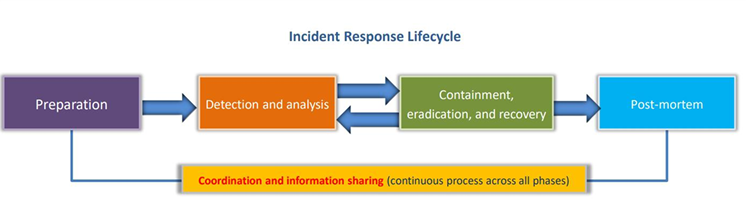 Incident Response Lifecycle
Preparation
Detection and analysis
Containment,
eradication, and recovery
Post-mortem
Coordination and information sharing (continuous process across all phases)